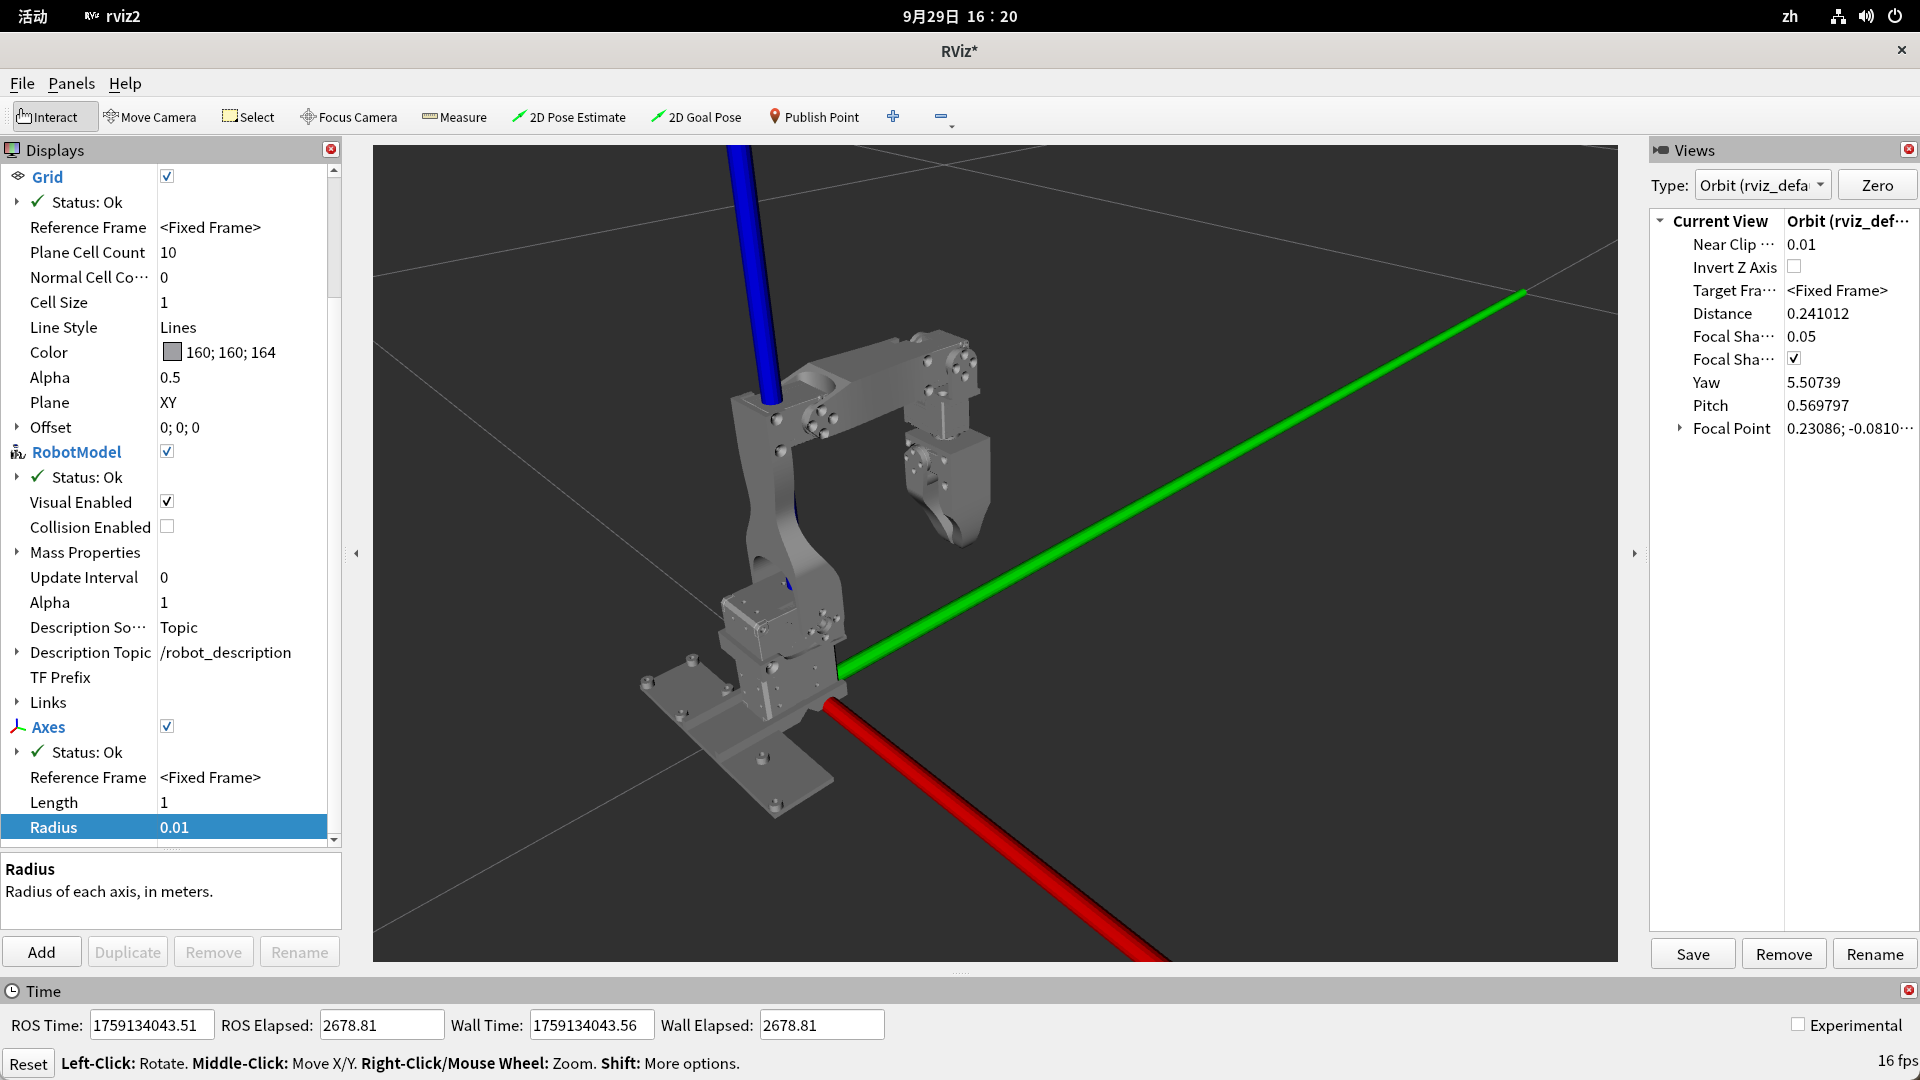 活动 rviz2 9月29日 16：20 zh
RViz*
File Panels Help
Interact Move Camera Select Focus Camera Measure 2D Pose Estimate 2D Goal Pose Publish Point
Displays
Grid
Status: Ok
Reference Frame <Fixed Frame>
Plane Cell Count 10
Normal Cell Co··· 0
Cell Size 1
Line Style Lines
Color 160; 160; 164
Alpha 0.5
Plane XY
Offset 0; 0; 0
RobotModel
Status: Ok
Visual Enabled
Collision Enabled
Mass Properties
Update Interval 0
Alpha 1
Description So··· Topic
Description Topic /robot_description
TF Prefix
Links
Axes
Status: Ok
Reference Frame <Fixed Frame>
Length 1
Radius 0.01
Radius
Radius of each axis, in meters.
Add Duplicate Remove Rename
Views
Type: Orbit (rviz_defa Zero
Current View Orbit (rviz_def···
Near Clip ··· 0.01
Invert Z Axis
Target Fra··· <Fixed Frame>
Distance 0.241012
Focal Sha··· 0.05
Focal Sha···
Yaw 5.50739
Pitch 0.569797
Focal Point 0.23086; -0.0810···
Save Remove Rename
Time
ROS Time: 1759134043.51 ROS Elapsed: 2678.81 Wall Time: 1759134043.56 Wall Elapsed: 2678.81 Experimental
Reset Left-Click: Rotate. Middle-Click: Move X/Y. Right-Click/Mouse Wheel: Zoom. Shift: More options. 16 fps